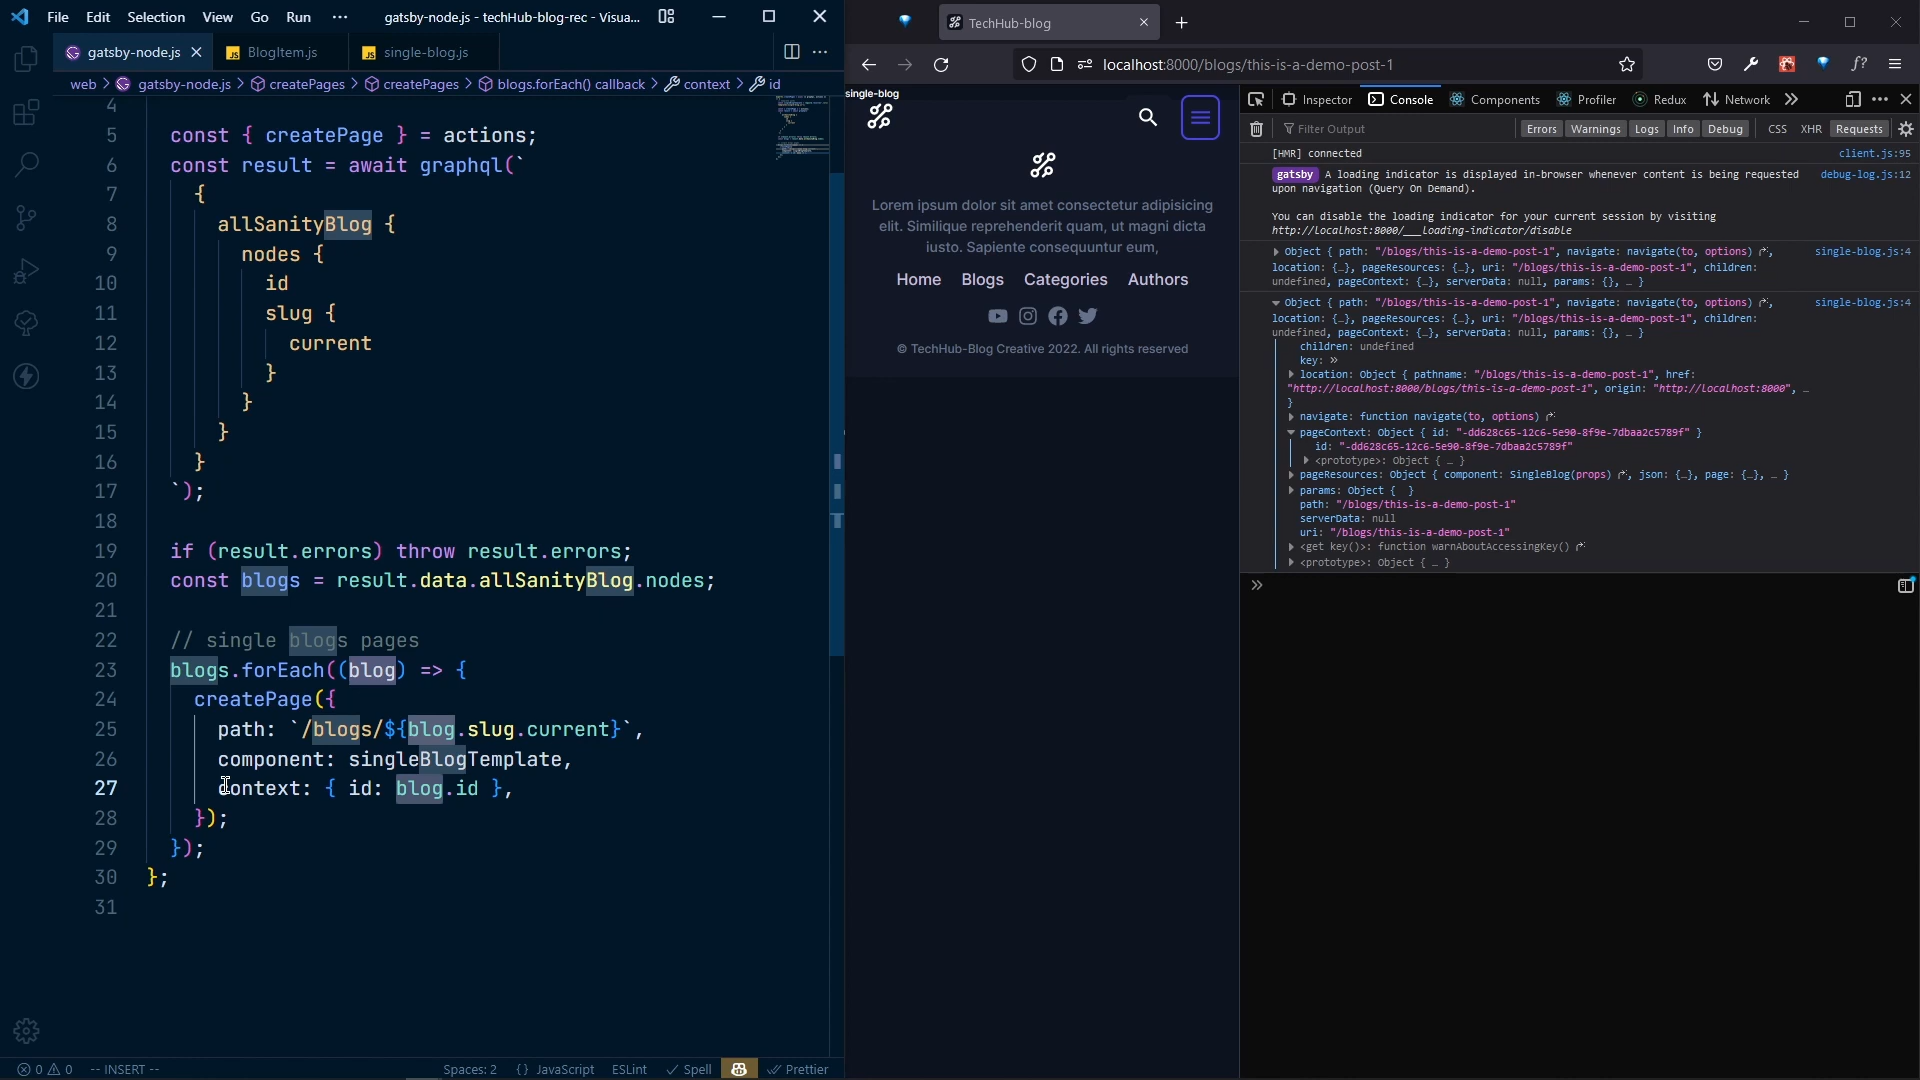 File Edit Selection View Go Run ··· gatsby-node.js - techHub-blog-rec - Visua...
gatsby-node.js BlogItem.js single-blog.js
JS JS
web > gatsby-node.js > createPages > createPages > blogs.forEach() callback > context > id
4
5 const { createPage } = actions;
6 const result = await graphql(`
7 {
8 allSanityBlog {
9 nodes {
10 id
11 slug {
12 current
13 }
14 }
15 }
16 }
17 `);
18
19 if (result.errors) throw result.errors;
20 const blogs = result.data.allSanityBlog.nodes;
21
22 // single blogs pages
23 blogs.forEach((blog) => {
24 createPage({
25 path: `/blogs/${blog.slug.current}`,
26 component: singleBlogTemplate,
27 context: { id: blog.id },
28 });
29 });
30 };
31
0 0 -- INSERT -- Spaces: 2 {} JavaScript ESLint Spell Prettier
TechHub-blog
localhost:8000/blogs/this-is-a-demo-post-1
single-blog
Lorem ipsum dolor sit amet consectetur adipisicing
elit. Similique reprehenderit quam, ut magni dicta
iusto. Sapiente consequuntur eum,
Home Blogs Categories Authors
© TechHub-Blog Creative 2022. All rights reserved
Inspector Console Components Profiler Redux Network
Filter Output Errors Warnings Logs Info Debug CSS XHR Requests
[HMR] connected client.js:95
gatsby A loading indicator is displayed in-browser whenever content is being requested debug-log.js:12
upon navigation (Query On Demand).
You can disable the loading indicator for your current session by visiting
http://localhost:8000/___loading-indicator/disable
Object { path: "/blogs/this-is-a-demo-post-1", navigate: navigate(to, options), single-blog.js:4
location: {…}, pageResources: {…}, uri: "/blogs/this-is-a-demo-post-1", children:
undefined, pageContext: {…}, serverData: null, params: {}, … }
Object { path: "/blogs/this-is-a-demo-post-1", navigate: navigate(to, options), single-blog.js:4
location: {…}, pageResources: {…}, uri: "/blogs/this-is-a-demo-post-1", children:
undefined, pageContext: {…}, serverData: null, params: {}, … }
children: undefined
key: »
location: Object { pathname: "/blogs/this-is-a-demo-post-1", href:
"http://localhost:8000/blogs/this-is-a-demo-post-1", origin: "http://localhost:8000", …
}
navigate: function navigate(to, options)
pageContext: Object { id: "-dd628c65-12c6-5e90-8f9e-7dbaa2c5789f" }
id: "-dd628c65-12c6-5e90-8f9e-7dbaa2c5789f"
<prototype>: Object { … }
pageResources: Object { component: SingleBlog(props), json: {…}, page: {…}, … }
params: Object { }
path: "/blogs/this-is-a-demo-post-1"
serverData: null
uri: "/blogs/this-is-a-demo-post-1"
<get key()>: function warnAboutAccessingKey()
<prototype>: Object { … }